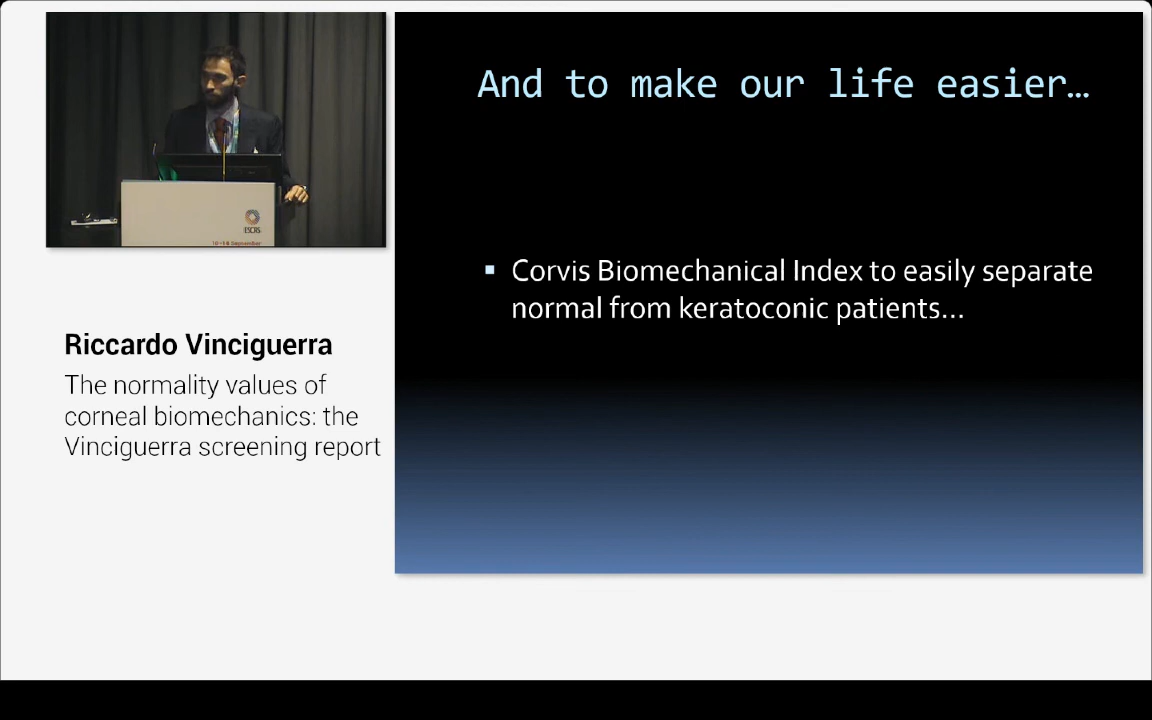 And to make our life easier…
Corvis Biomechanical Index to easily separate
normal from keratoconic patients…
ESCRS
Riccardo Vinciguerra
The normality values of
corneal biomechanics: the
Vinciguerra screening report